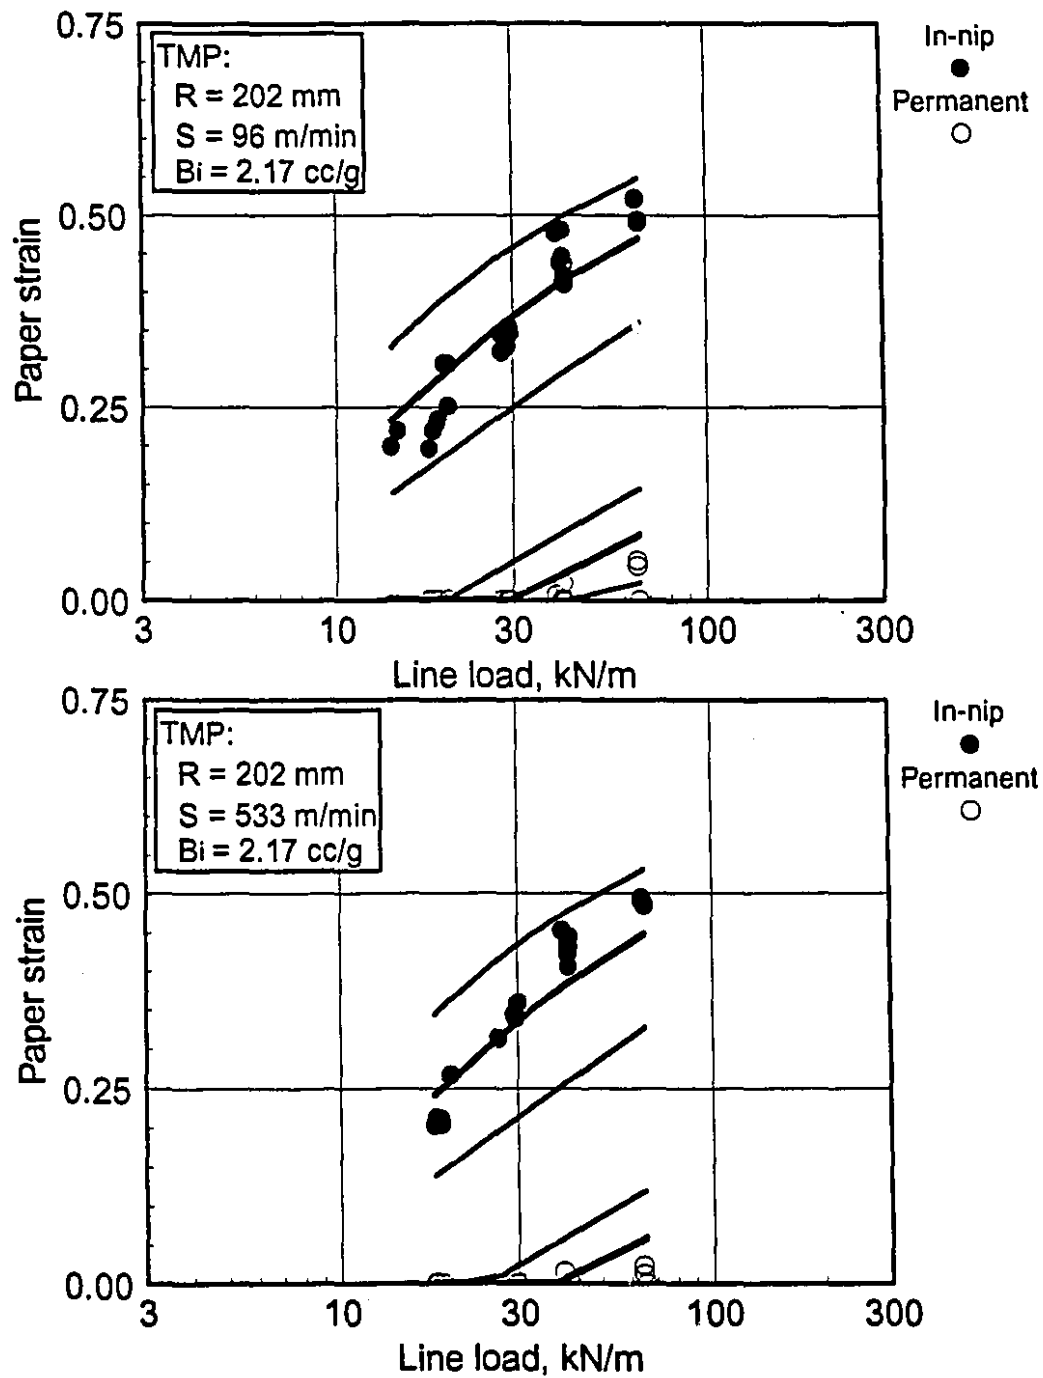 0.75
TMP:
R = 202 mm
S = 96 m/min
Bi = 2.17 cc/g
In-nip
Permanent
0.50
Paper strain
0.25
0.00
3 10 30 100 300
Line load, kN/m
0.75
TMP:
R = 202 mm
S = 533 m/min
Bi = 2.17 cc/g
In-nip
Permanent
0.50
Paper strain
0.25
0.00
3 10 30 100 300
Line load, kN/m